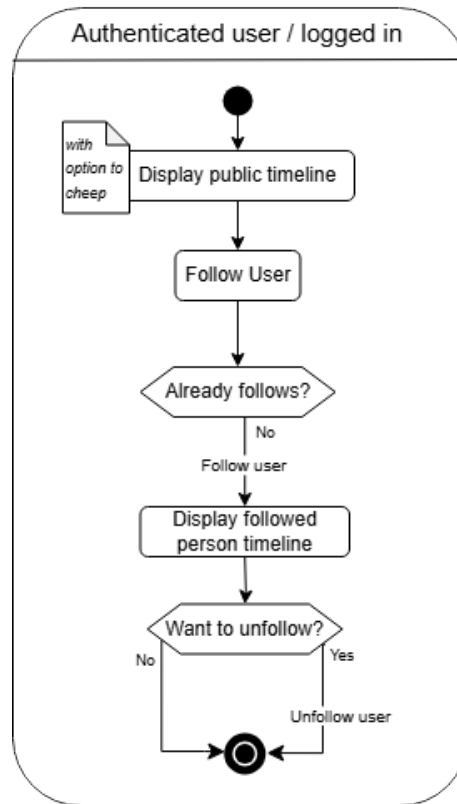 Authenticated user / logged in
with
option to
cheep
Display public timeline
Follow User
Already follows?
No
Follow user
Display followed
person timeline
Want to unfollow?
No
Yes
Unfollow user